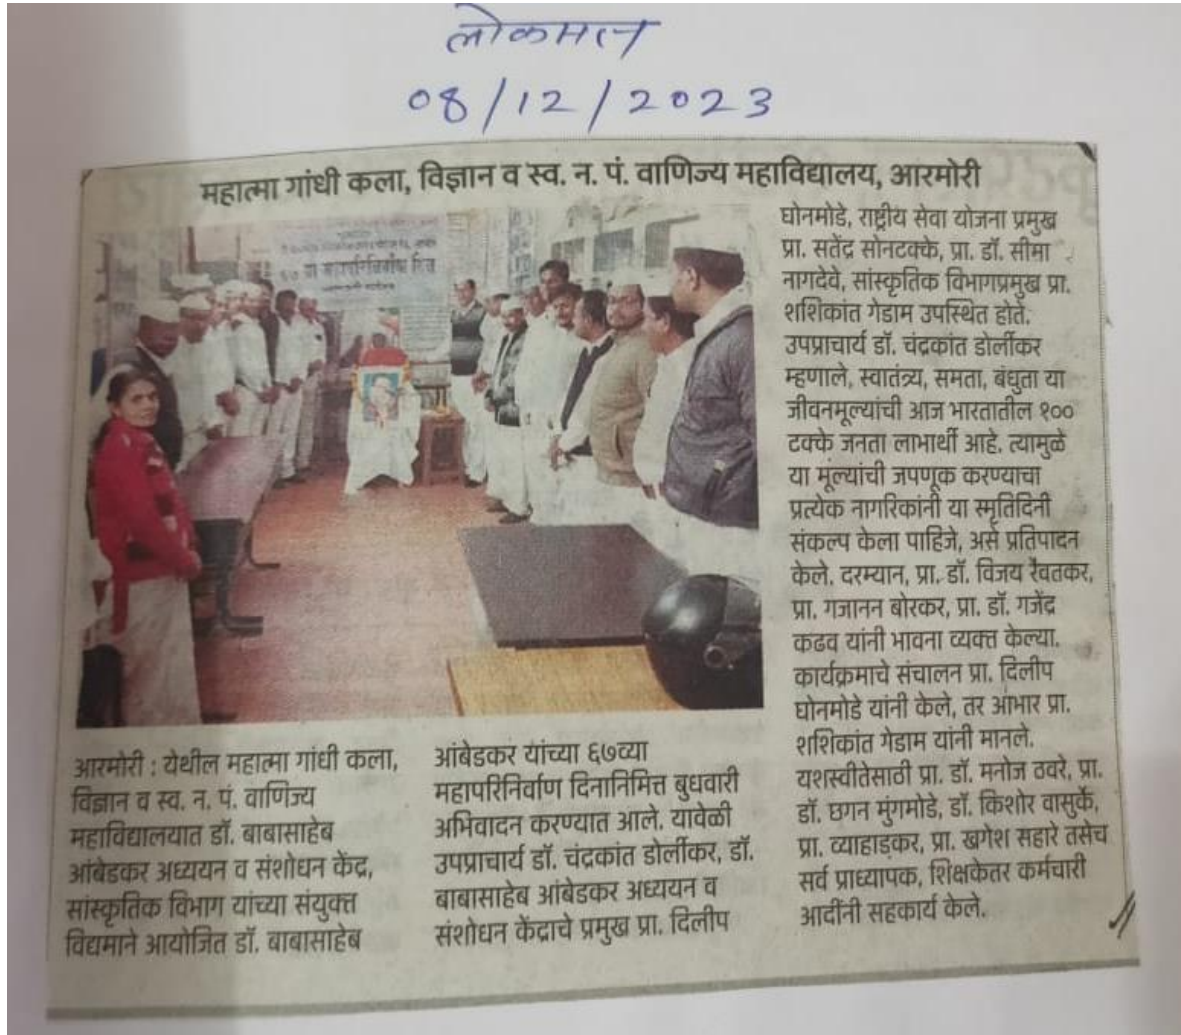 लोकमत
08/12/2023
महात्मा गांधी कला, विज्ञान व स्व. न. पं. वाणिज्य महाविद्यालय, आरमोरी
आरमोरी : येथील महात्मा गांधी कला,
विज्ञान व स्व. न. पं. वाणिज्य
महाविद्यालयात डॉ. बाबासाहेब
आंबेडकर अध्ययन व संशोधन केंद्र,
सांस्कृतिक विभाग यांच्या संयुक्त
विद्यमाने आयोजित डॉ. बाबासाहेब
आंबेडकर यांच्या ६७व्या
महापरिनिर्वाण दिनानिमित्त बुधवारी
अभिवादन करण्यात आले. यावेळी
उपप्राचार्य डॉ. चंद्रकांत डोर्लीकर, डॉ.
बाबासाहेब आंबेडकर अध्ययन व
संशोधन केंद्राचे प्रमुख प्रा. दिलीप
घोनमोडे, राष्ट्रीय सेवा योजना प्रमुख
प्रा. सतेंद्र सोनटक्के, प्रा. डॉ. सीमा
नागदेवे, सांस्कृतिक विभागप्रमुख प्रा.
शशिकांत गेडाम उपस्थित होते.
उपप्राचार्य डॉ. चंद्रकांत डोर्लीकर
म्हणाले, स्वातंत्र्य, समता, बंधुता या
जीवनमूल्यांची आज भारतातील १००
टक्के जनता लाभार्थी आहे. त्यामुळे
या मूल्यांची जपणूक करण्याचा
प्रत्येक नागरिकांनी या स्मृतिदिनी
संकल्प केला पाहिजे, असे प्रतिपादन
केले. दरम्यान, प्रा. डॉ. विजय रैवतकर,
प्रा. गजानन बोरकर, प्रा. डॉ. गजेंद्र
कढव यांनी भावना व्यक्त केल्या.
कार्यक्रमाचे संचालन प्रा. दिलीप
घोनमोडे यांनी केले, तर आभार प्रा.
शशिकांत गेडाम यांनी मानले.
यशस्वीतेसाठी प्रा. डॉ. मनोज ठवरे, प्रा.
डॉ. छगन मुंगमोडे, डॉ. किशोर वासुर्के,
प्रा. व्याहाडकर, प्रा. खगेश सहारे तसेच
सर्व प्राध्यापक, शिक्षकेतर कर्मचारी
आदींनी सहकार्य केले.